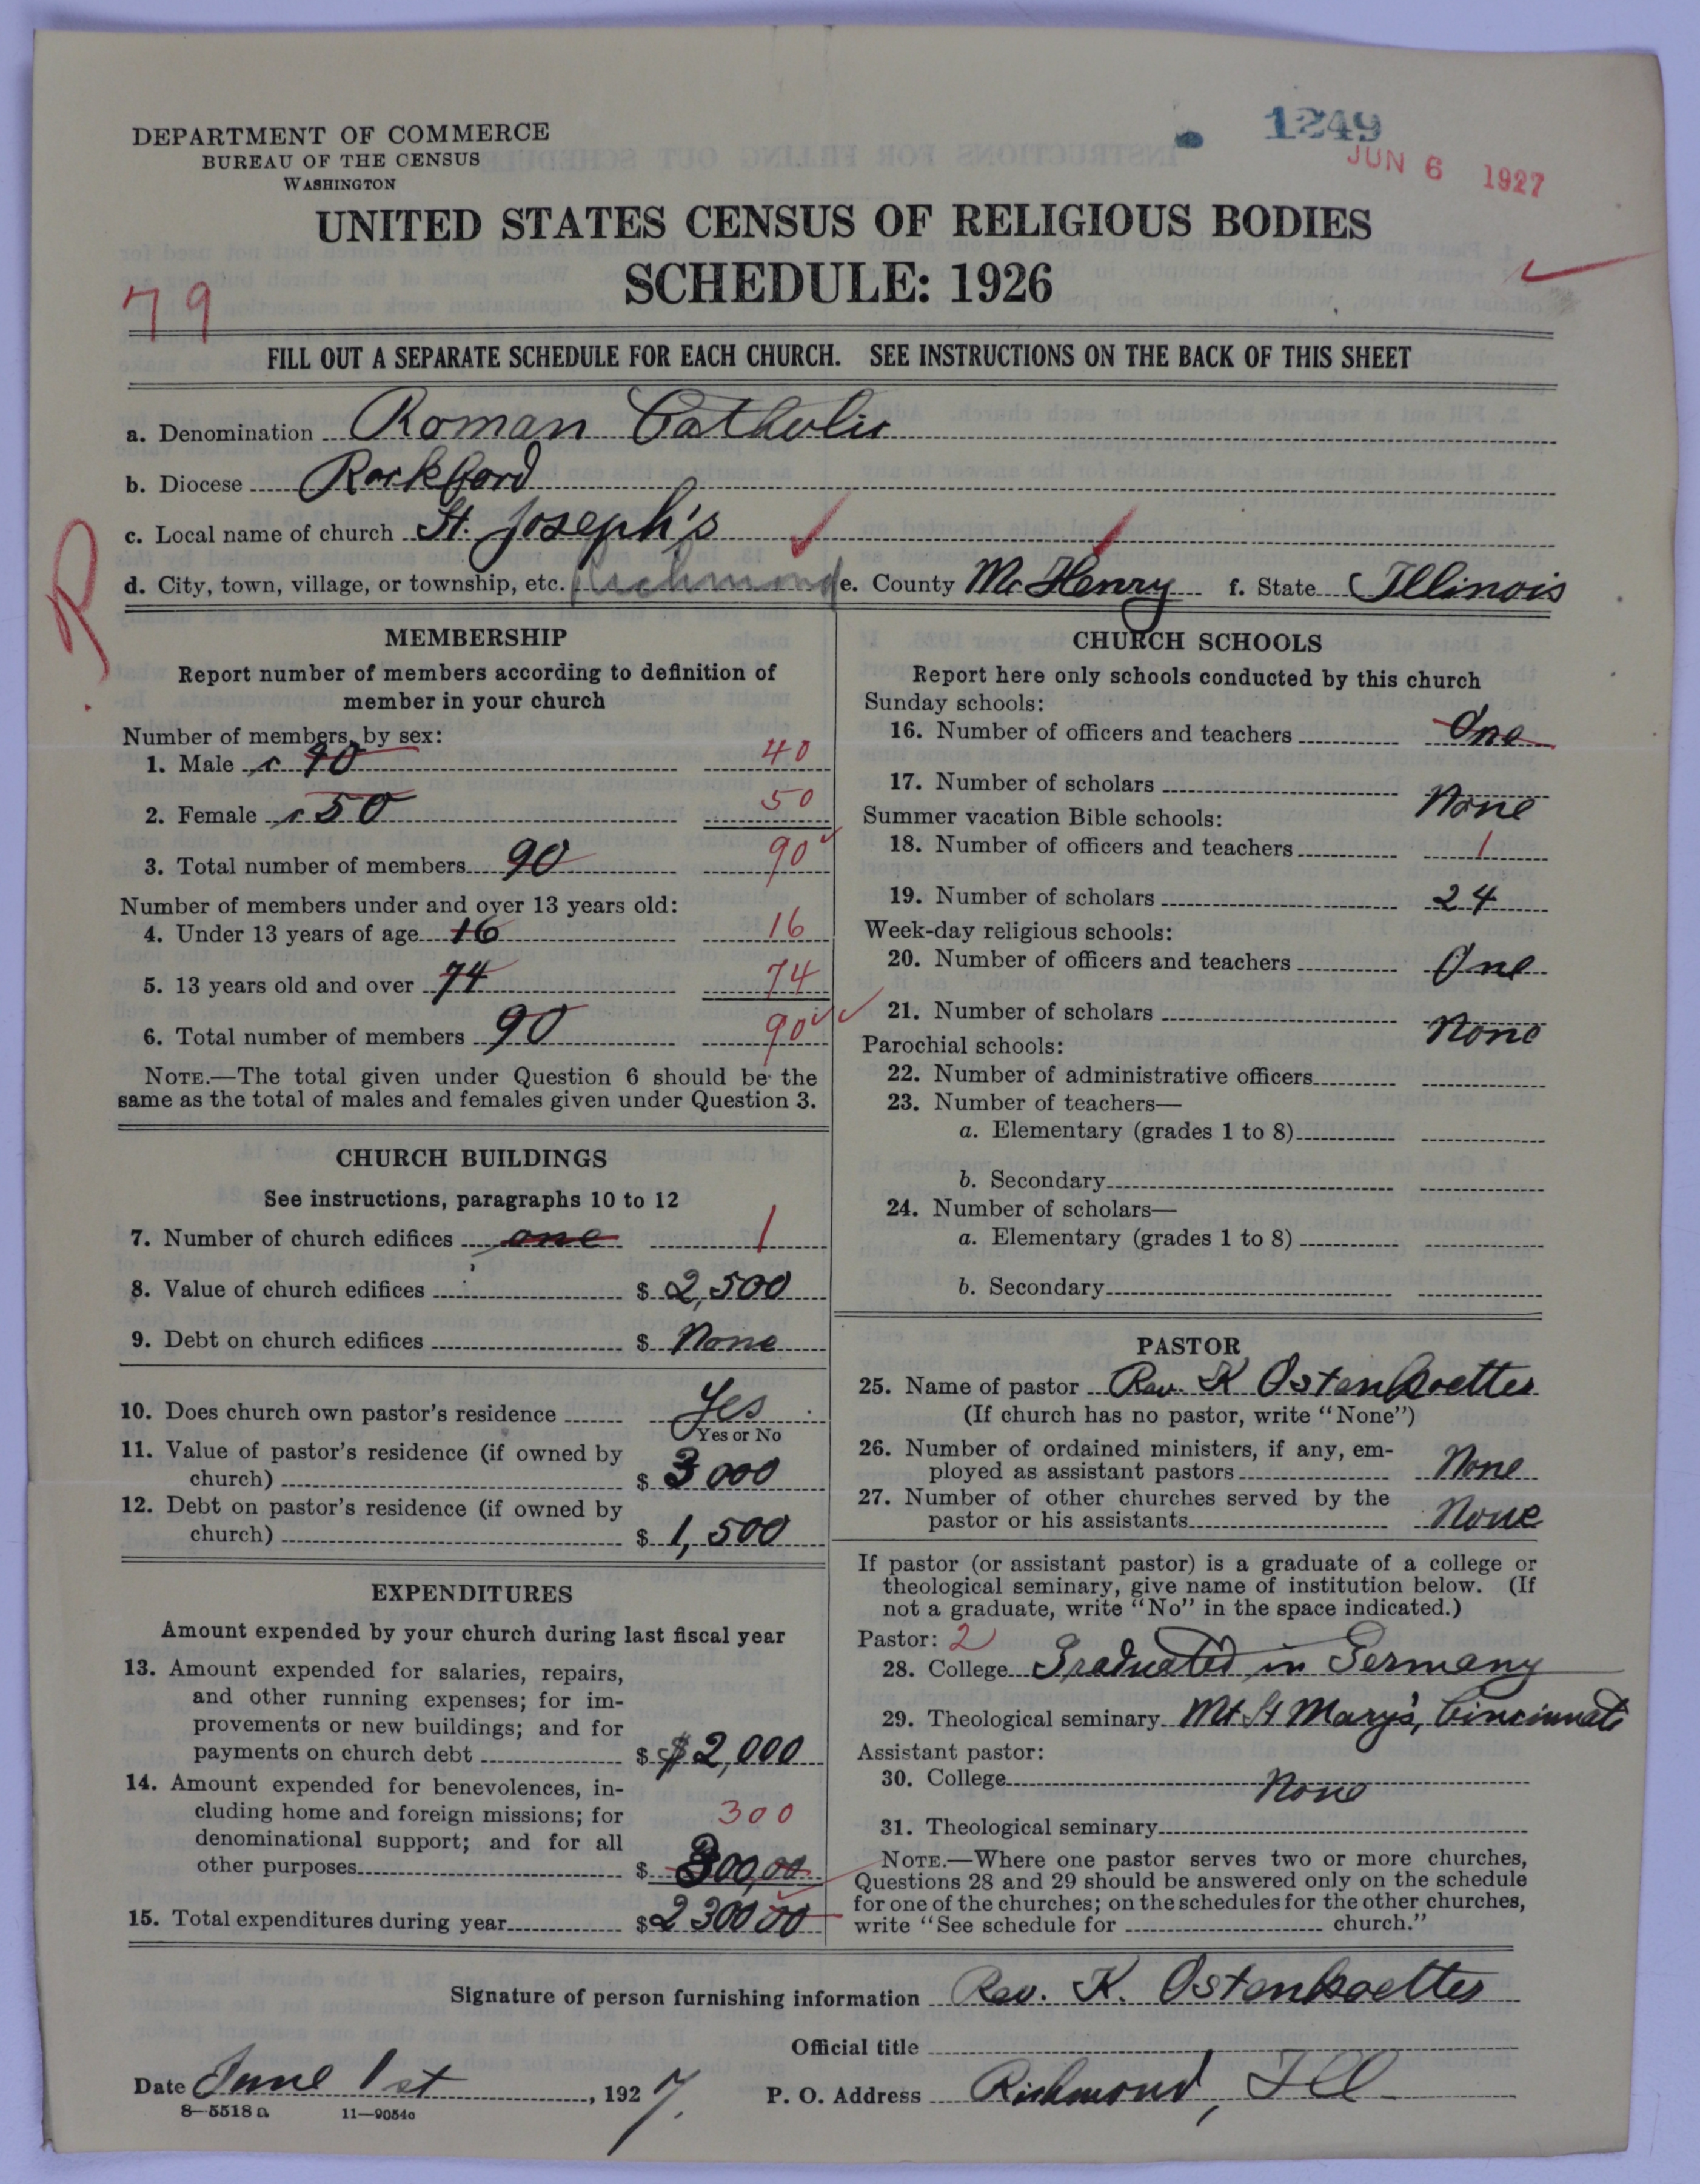 1249
JUN 6 1927
DEPARTMENT OF COMMERCE
BUREAU OF THE CENSUS
WASHINGTON
UNITED STATES CENSUS OF RELIGIOUS BODIES
SCHEDULE: 1926
79
FILL OUT A SEPARATE SCHEDULE FOR EACH CHURCH. SEE INSTRUCTIONS ON THE BACK OF THIS SHEET
a. Denomination Roman Catholic
b. Diocese Rockford
c. Local name of church St. Joseph's
d. City, town, village, or township, etc. Richmond e. County McHenry f. State Illinois
R
MEMBERSHIP
Report number of members according to definition of
member in your church
Number of members, by sex:
1. Male 40 40
2. Female 50 50
3. Total number of members 90 90
Number of members under and over 13 years old:
4. Under 13 years of age 16 16
5. 13 years old and over 74 74
6. Total number of members 90 90
NOTE.—The total given under Question 6 should be the
same as the total of males and females given under Question 3.
CHURCH BUILDINGS
See instructions, paragraphs 10 to 12
7. Number of church edifices one 1
8. Value of church edifices $ 2,500
9. Debt on church edifices $ None
10. Does church own pastor's residence Yes
Yes or No
11. Value of pastor's residence (if owned by
church) $ 3000
12. Debt on pastor's residence (if owned by
church) $ 1,500
EXPENDITURES
Amount expended by your church during last fiscal year
13. Amount expended for salaries, repairs,
and other running expenses; for im-
provements or new buildings; and for
payments on church debt $ $2,000
14. Amount expended for benevolences, in-
cluding home and foreign missions; for 300
denominational support; and for all
other purposes $ 300,00
15. Total expenditures during year $ 2300 00
CHURCH SCHOOLS
Report here only schools conducted by this church
Sunday schools:
16. Number of officers and teachers One
17. Number of scholars None
Summer vacation Bible schools:
18. Number of officers and teachers 1
19. Number of scholars 24
Week-day religious schools:
20. Number of officers and teachers One
21. Number of scholars None
Parochial schools:
22. Number of administrative officers
23. Number of teachers—
a. Elementary (grades 1 to 8)
b. Secondary
24. Number of scholars—
a. Elementary (grades 1 to 8)
b. Secondary
PASTOR
25. Name of pastor Rev. K Ostenkoetter
(If church has no pastor, write "None")
26. Number of ordained ministers, if any, em-
ployed as assistant pastors None
27. Number of other churches served by the
pastor or his assistants None
If pastor (or assistant pastor) is a graduate of a college or
theological seminary, give name of institution below. (If
not a graduate, write "No" in the space indicated.)
Pastor: 2
28. College Graduated in Germany
29. Theological seminary Mt St Mary's, Cincinnati
Assistant pastor:
30. College None
31. Theological seminary
NOTE.—Where one pastor serves two or more churches,
Questions 28 and 29 should be answered only on the schedule
for one of the churches; on the schedules for the other churches,
write "See schedule for church."
Signature of person furnishing information Rev. K. Ostenkoetter
Official title
Date June 1st, 1927. P. O. Address Richmond, Ill
8—5518 a 11—9054c